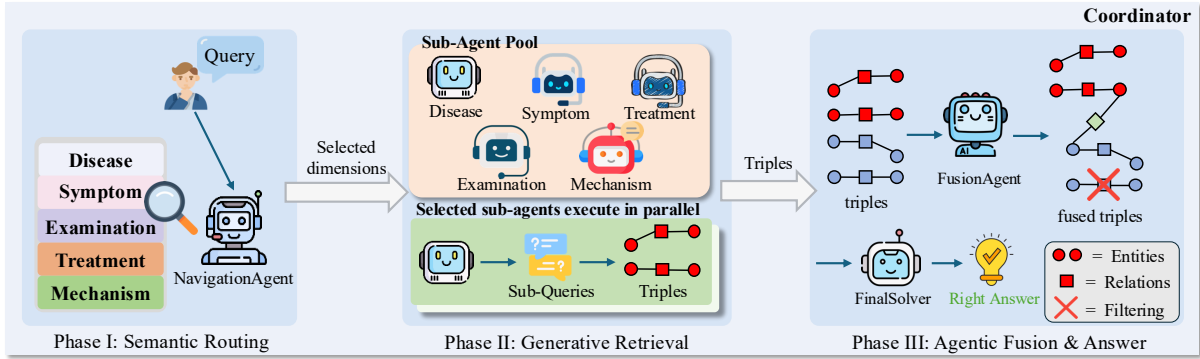 Coordinator
Query
Disease
Symptom
Examination
Treatment
Mechanism
NavigationAgent
Phase I: Semantic Routing
Selected
dimensions
Sub-Agent Pool
Disease
Symptom
Treatment
Examination
Mechanism
Selected sub-agents execute in parallel
Sub-Queries
Triples
Phase II: Generative Retrieval
Triples
triples
AI
FusionAgent
fused triples
FinalSolver
Right Answer
= Entities
= Relations
= Filtering
Phase III: Agentic Fusion & Answer